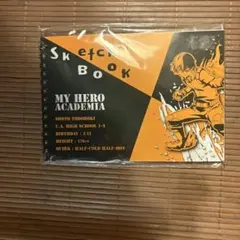 Sketch
Book
MY HERO
ACADEMIA
SHOTO TODOROKI
U.A. HIGH SCHOOL 1-A
BIRTHDAY : 1/11
HEIGHT : 176cm
QUIRK : HALF-COLD HALF-HOT